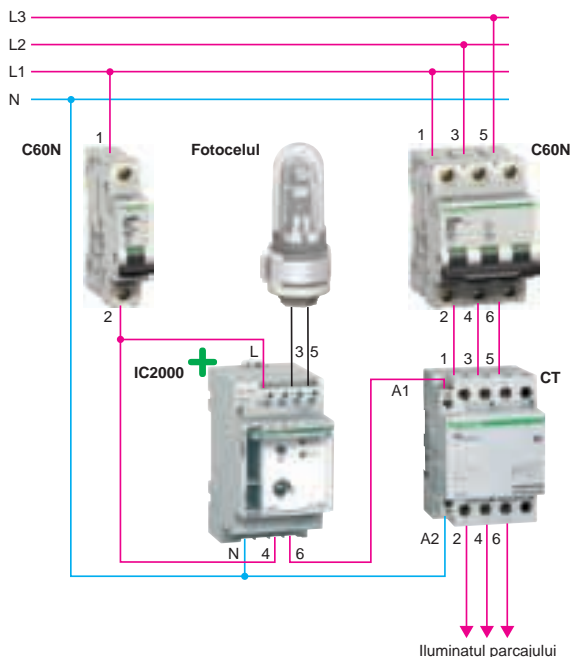 L3
L2
L1
N
1
1 3 5
C60N
Fotocelul
C60N
2
2 4 6
L 3 5
1 3 5
IC2000
A1
CT
N 4 6
A2
2 4 6
Iluminatul parcajului